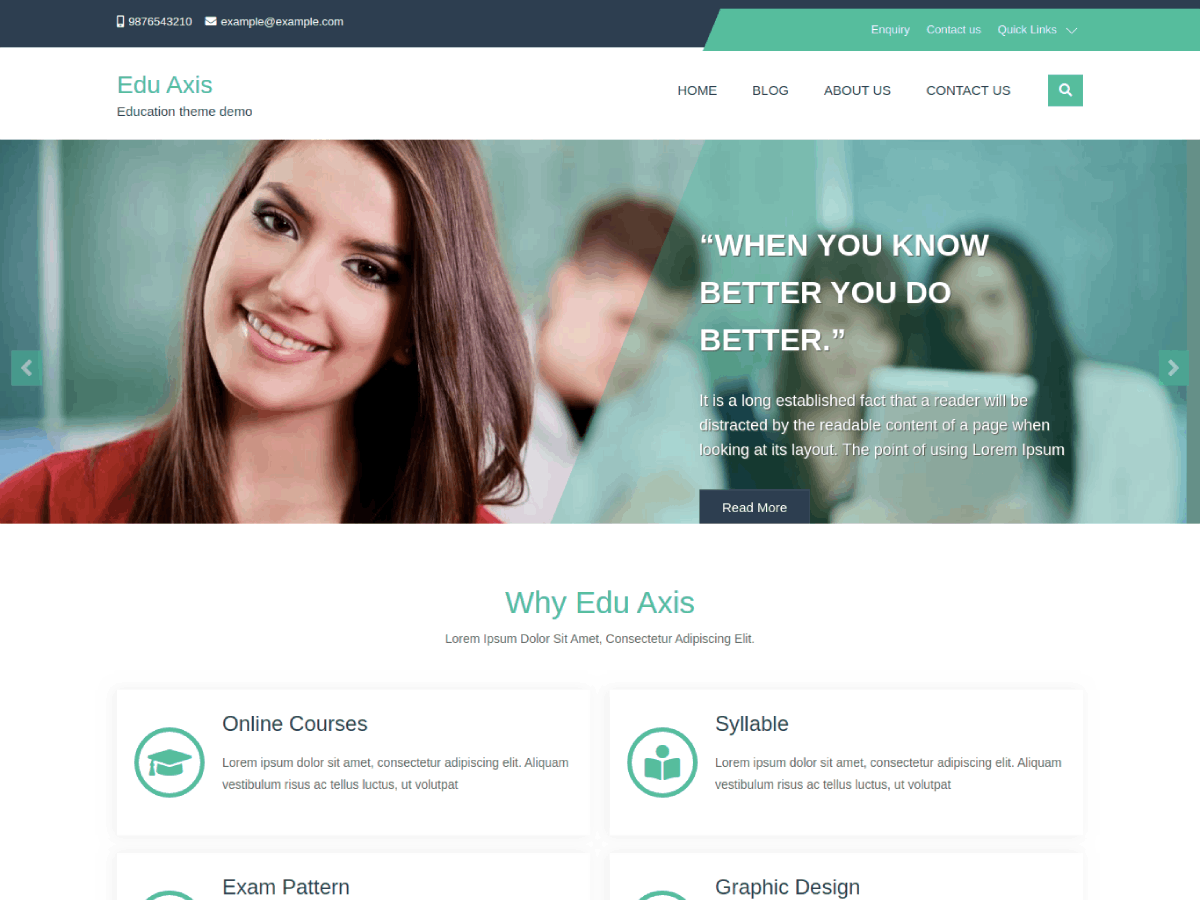 9876543210 example@example.com
Enquiry Contact us Quick Links
Edu Axis
Education theme demo
HOME BLOG ABOUT US CONTACT US
“WHEN YOU KNOW
BETTER YOU DO
BETTER.”
It is a long established fact that a reader will be
distracted by the readable content of a page when
looking at its layout. The point of using Lorem Ipsum
Read More
Why Edu Axis
Lorem Ipsum Dolor Sit Amet, Consectetur Adipiscing Elit.
Online Courses
Lorem ipsum dolor sit amet, consectetur adipiscing elit. Aliquam
vestibulum risus ac tellus luctus, ut volutpat
Syllable
Lorem ipsum dolor sit amet, consectetur adipiscing elit. Aliquam
vestibulum risus ac tellus luctus, ut volutpat
Exam Pattern
Graphic Design